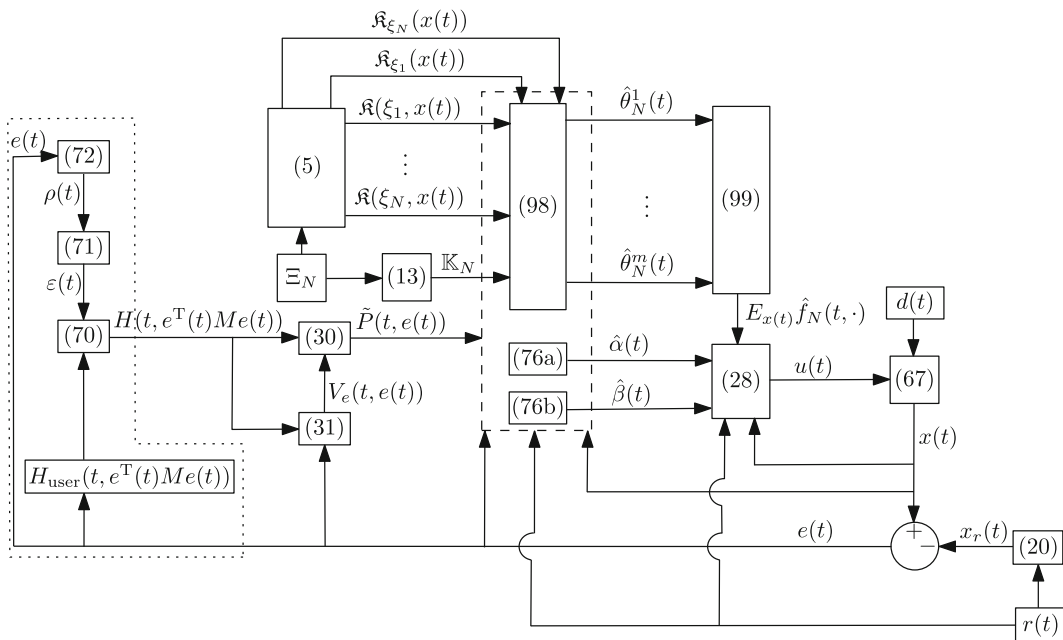 𝔎_{ξ_N}(x(t))
𝔎_{ξ_1}(x(t))
𝔎(ξ_1, x(t))
⋮
𝔎(ξ_N, x(t))
(5)
Ξ_N
(13)
𝕂_N
(98)
θ̂_N^1(t)
⋮
θ̂_N^m(t)
(99)
E_{x(t)} f̂_N(t, ·)
e(t)
(72)
ρ(t)
(71)
ε(t)
(70)
H(t, e^T(t)Me(t))
(30)
P̃(t, e(t))
V_e(t, e(t))
(31)
H_user(t, e^T(t)Me(t))
(76a)
α̂(t)
(76b)
β̂(t)
(28)
u(t)
d(t)
(67)
x(t)
+
−
e(t)
x_r(t)
(20)
r(t)